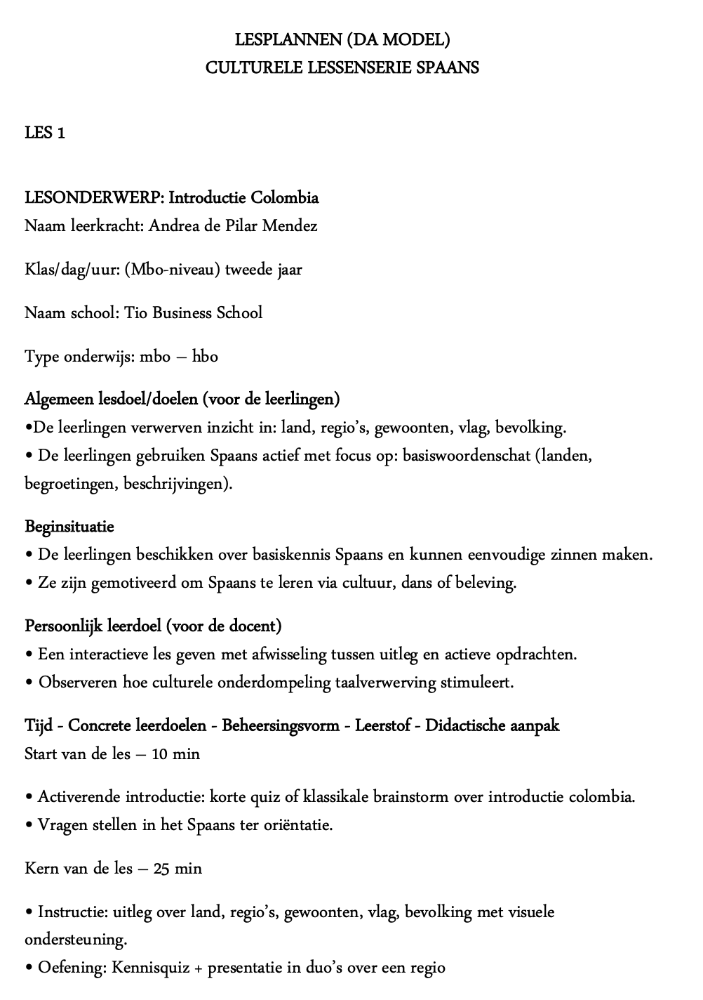 LESPLANNEN (DA MODEL)
CULTURELE LESSENSERIE SPAANS
LES 1
LESONDERWERP: Introductie Colombia
Naam leerkracht: Andrea de Pilar Mendez
Klas/dag/uur: (Mbo-niveau) tweede jaar
Naam school: Tio Business School
Type onderwijs: mbo – hbo
Algemeen lesdoel/doelen (voor de leerlingen)
•De leerlingen verwerven inzicht in: land, regio’s, gewoonten, vlag, bevolking.
• De leerlingen gebruiken Spaans actief met focus op: basiswoordenschat (landen,
begroetingen, beschrijvingen).
Beginsituatie
• De leerlingen beschikken over basiskennis Spaans en kunnen eenvoudige zinnen maken.
• Ze zijn gemotiveerd om Spaans te leren via cultuur, dans of beleving.
Persoonlijk leerdoel (voor de docent)
• Een interactieve les geven met afwisseling tussen uitleg en actieve opdrachten.
• Observeren hoe culturele onderdompeling taalverwerving stimuleert.
Tijd - Concrete leerdoelen - Beheersingsvorm - Leerstof - Didactische aanpak
Start van de les – 10 min
• Activerende introductie: korte quiz of klassikale brainstorm over introductie colombia.
• Vragen stellen in het Spaans ter oriëntatie.
Kern van de les – 25 min
• Instructie: uitleg over land, regio’s, gewoonten, vlag, bevolking met visuele
ondersteuning.
• Oefening: Kennisquiz + presentatie in duo’s over een regio